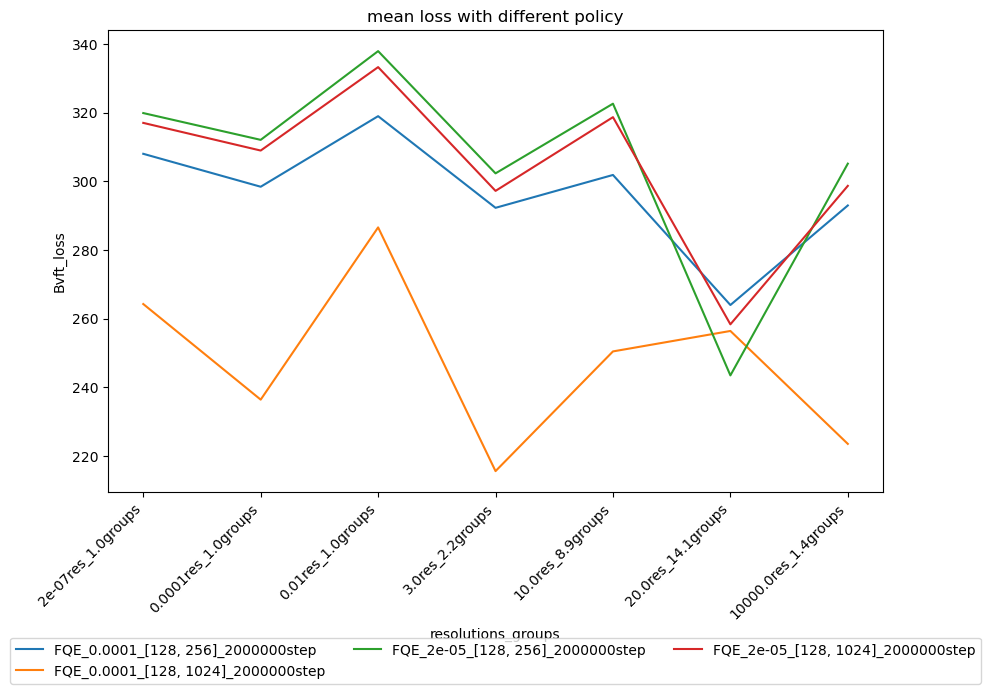 mean loss with different policy
Bvft_loss
340
320
300
280
260
240
220
2e-07res_1.0groups
0.0001res_1.0groups
0.01res_1.0groups
3.0res_2.2groups
10.0res_8.9groups
20.0res_14.1groups
10000.0res_1.4groups
resolutions_groups
FQE_0.0001_[128, 256]_2000000step
FQE_0.0001_[128, 1024]_2000000step
FQE_2e-05_[128, 256]_2000000step
FQE_2e-05_[128, 1024]_2000000step